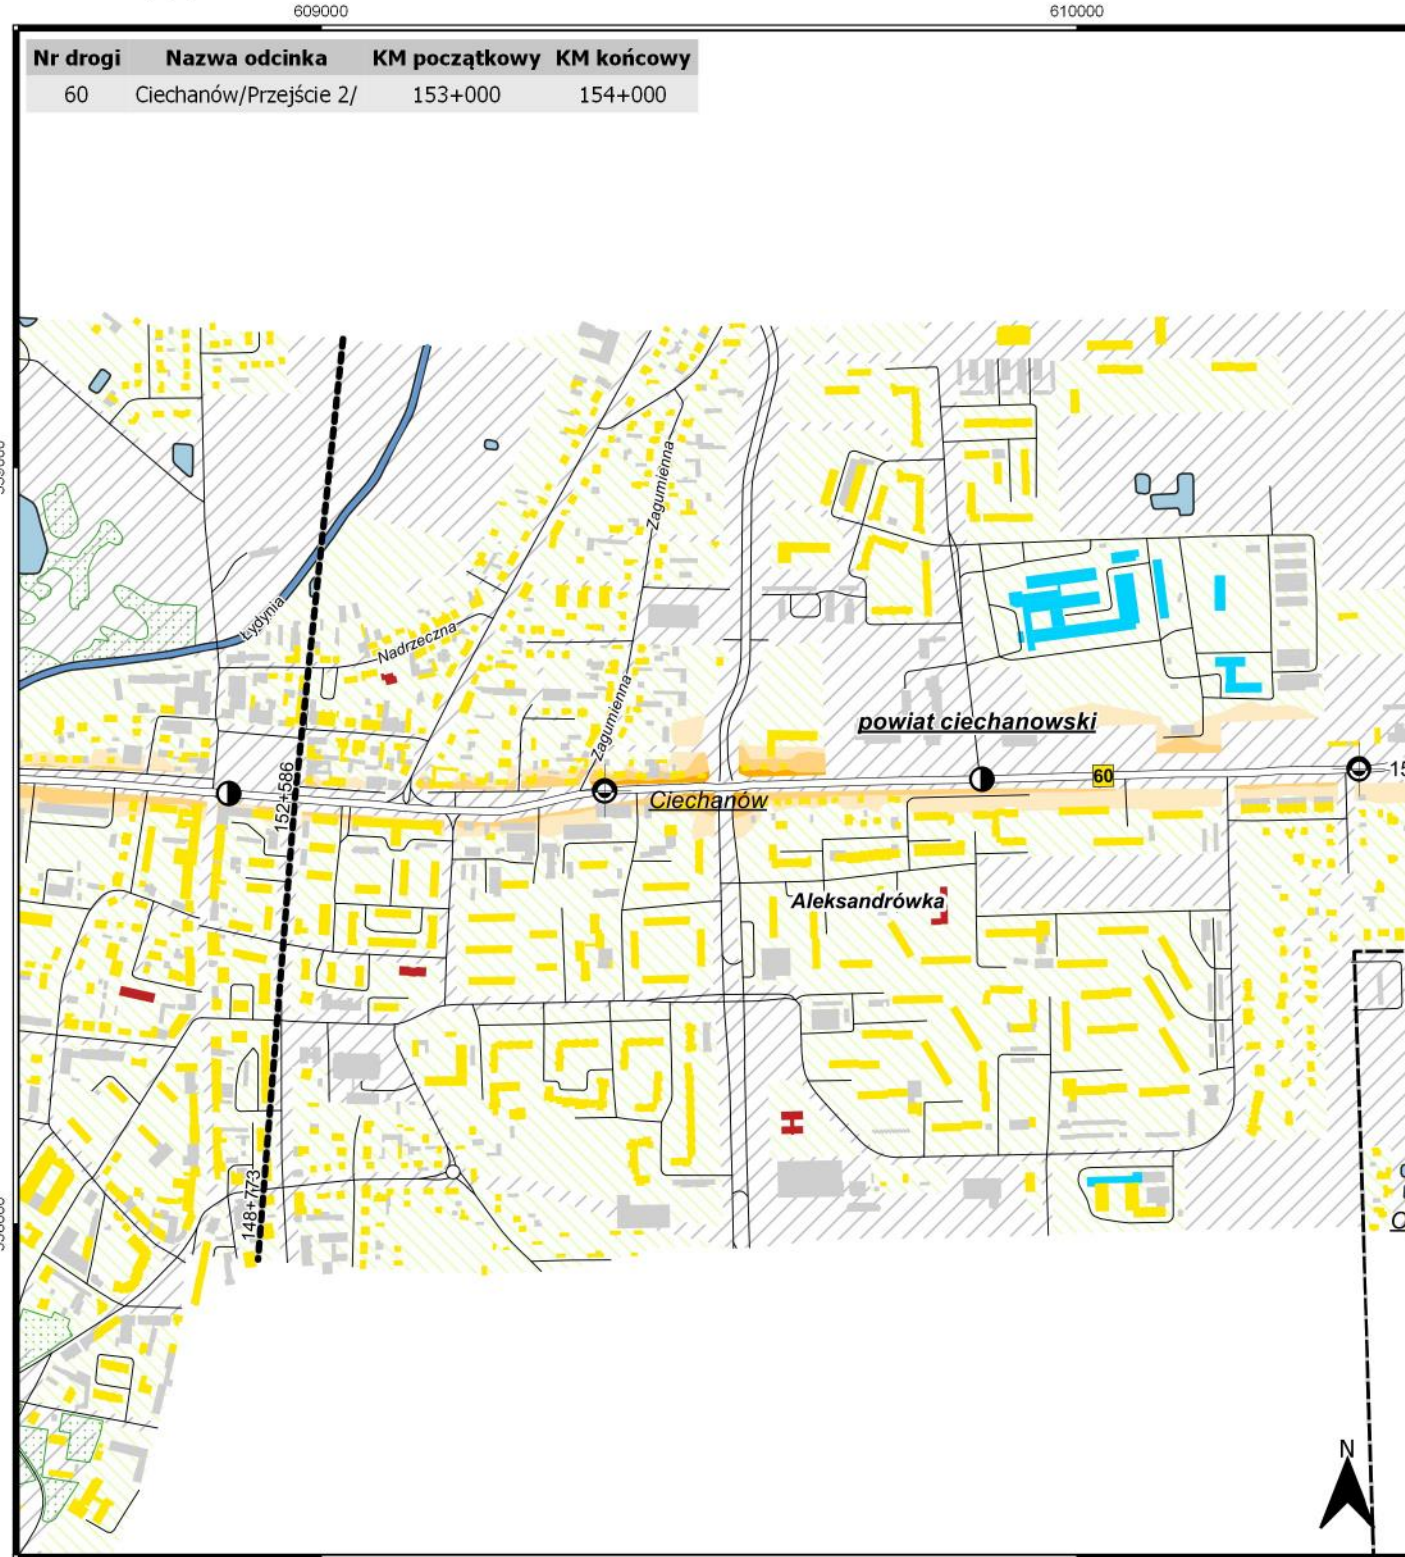 609000
610000
Nr drogi Nazwa odcinka KM początkowy KM końcowy
60 Ciechanów/Przejście 2/ 153+000 154+000
Zagumienna
Łydynia
Nadrzeczna
Zagumienna
powiat ciechanowski
60
15
Ciechanów
152+586
Aleksandrówka
148+773
N